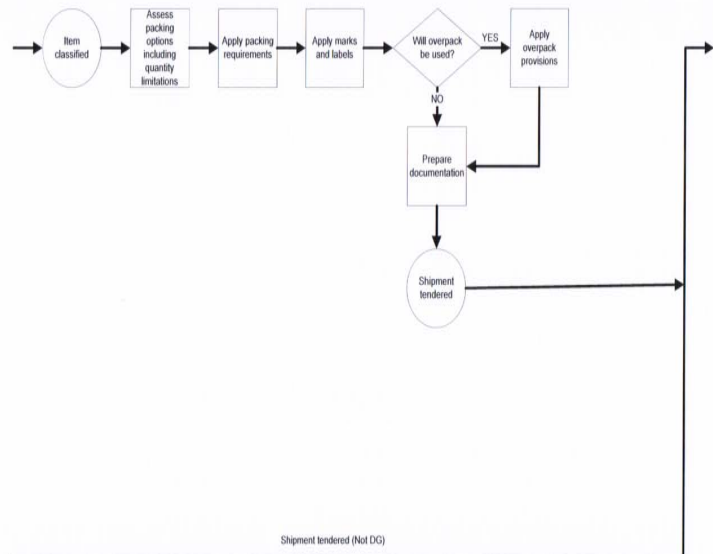 Item
classified
Assess
packing
options
including
quantity
limitations
Apply packing
requirements
Apply marks
and labels
Will overpack
be used?
YES
Apply
overpack
provisions
NO
Prepare
documentation
Shipment
tendered
Shipment tendered (Not DG)